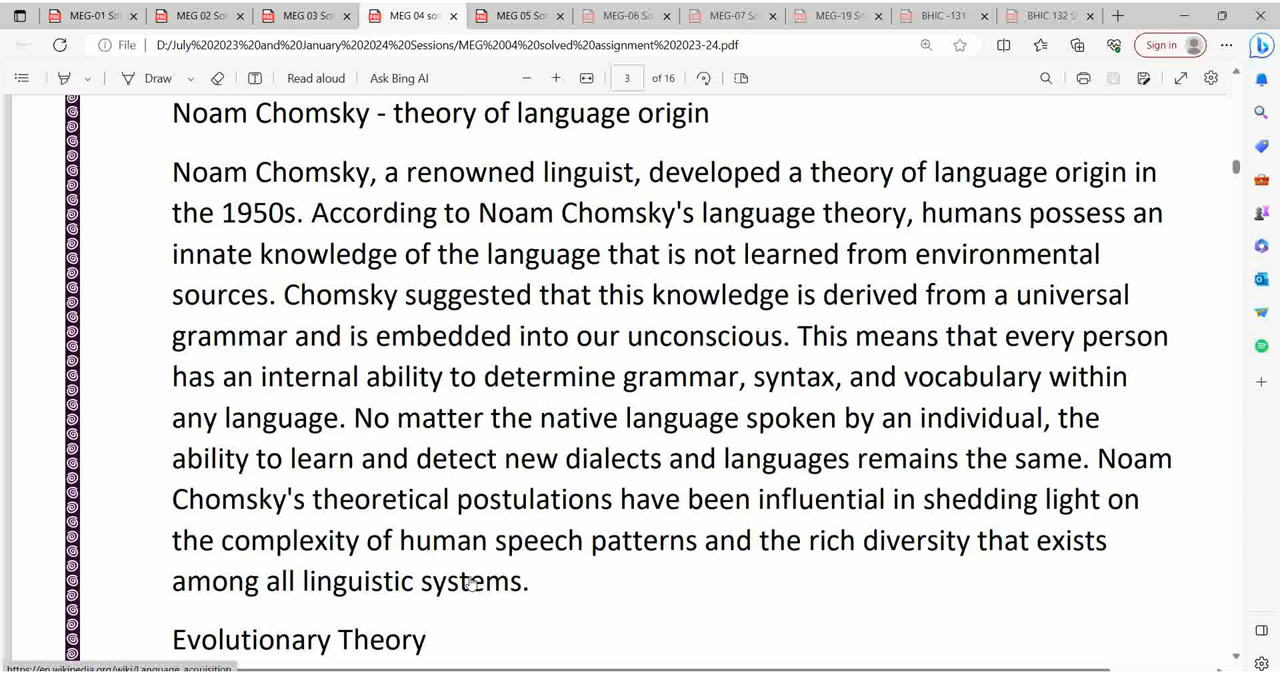 MEG-01 So
MEG 02 So
MEG 03 So
MEG 04 so
MEG 05 So
MEG-06 So
MEG-07 So
MEG-19 Si
BHIC -131
BHIC 132 S
File
D:/July%202023%20and%20January%202024%20Sessions/MEG%2004%20solved%20assignment%202023-24.pdf
Sign in
Draw
Read aloud
Ask Bing AI
3 of 16
Noam Chomsky - theory of language origin
Noam Chomsky, a renowned linguist, developed a theory of language origin in
the 1950s. According to Noam Chomsky's language theory, humans possess an
innate knowledge of the language that is not learned from environmental
sources. Chomsky suggested that this knowledge is derived from a universal
grammar and is embedded into our unconscious. This means that every person
has an internal ability to determine grammar, syntax, and vocabulary within
any language. No matter the native language spoken by an individual, the
ability to learn and detect new dialects and languages remains the same. Noam
Chomsky's theoretical postulations have been influential in shedding light on
the complexity of human speech patterns and the rich diversity that exists
among all linguistic systems.
Evolutionary Theory
https://en.wikipedia.org/wiki/Language_acquisition